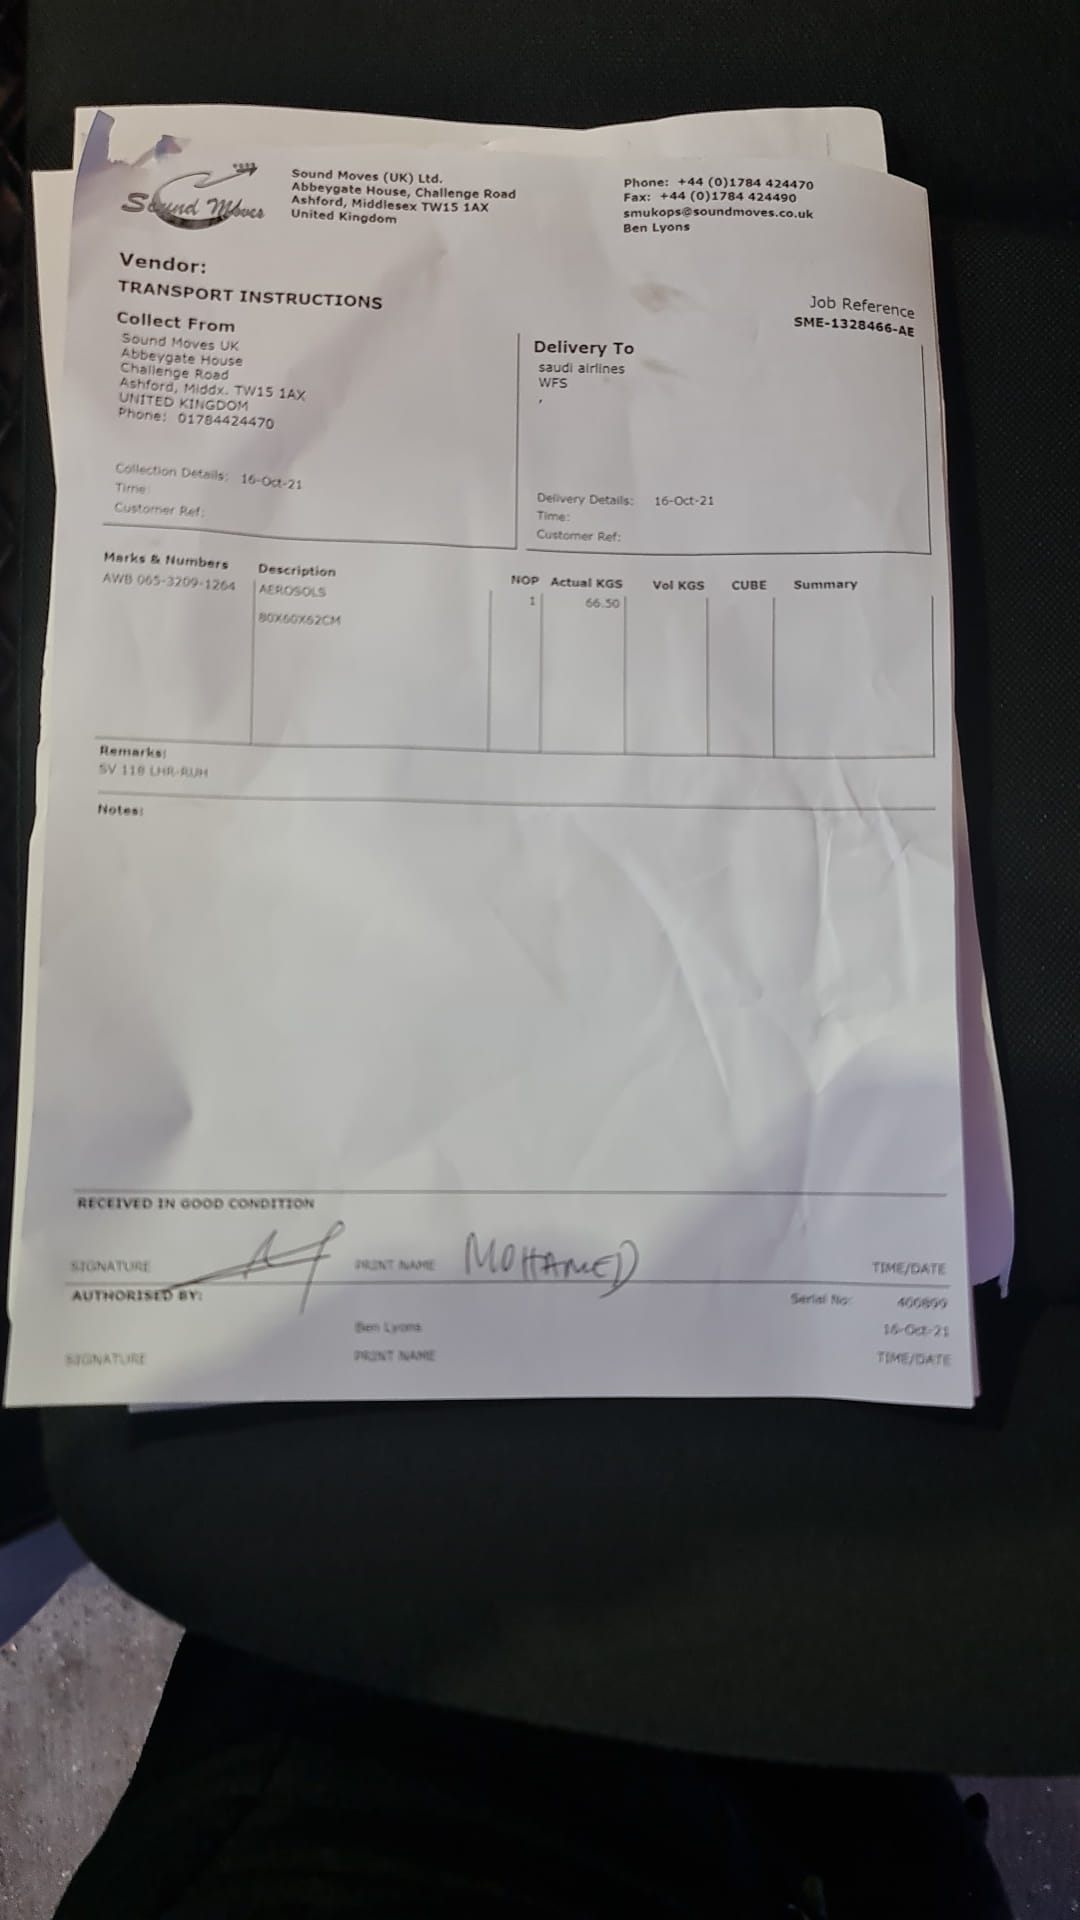 Sound Moves
Sound Moves (UK) Ltd.
Abbeygate House, Challenge Road
Ashford, Middlesex TW15 1AX
United Kingdom
Phone: +44 (0)1784 424470
Fax: +44 (0)1784 424490
smukops@soundmoves.co.uk
Ben Lyons
Vendor:
TRANSPORT INSTRUCTIONS
Job Reference
SME-1328466-AE
Collect From
Sound Moves UK
Abbeygate House
Challenge Road
Ashford, Middx. TW15 1AX
UNITED KINGDOM
Phone: 01784424470
Collection Details: 16-Oct-21
Time:
Customer Ref:
Delivery To
saudi airlines
WFS
,
Delivery Details: 16-Oct-21
Time:
Customer Ref:
Marks & Numbers Description NOP Actual KGS Vol KGS CUBE Summary
AWB 065-3209-1264 AEROSOLS 1 66.50
80X60X62CM
Remarks:
SV 118 LHR-RUH
Notes:
RECEIVED IN GOOD CONDITION
SIGNATURE PRINT NAME MOHAMED TIME/DATE
AUTHORISED BY: Serial No: 400899
Ben Lyons 16-Oct-21
SIGNATURE PRINT NAME TIME/DATE